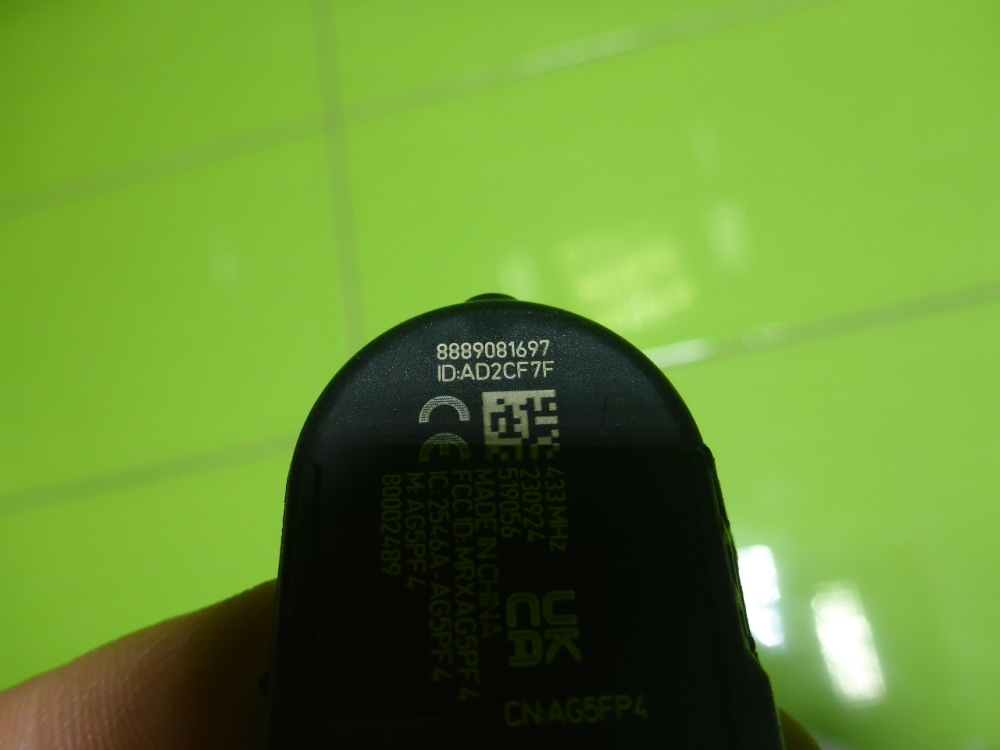 8889081697
ID:AD2CF7F
CE
433MHz
230924
519056
MADE IN CHINA
FCC ID: MRXAG5PF4
IC: 2546A-AG5PF4
M: AG5PF4
80002489
UK
CA
CN:AG5FP4